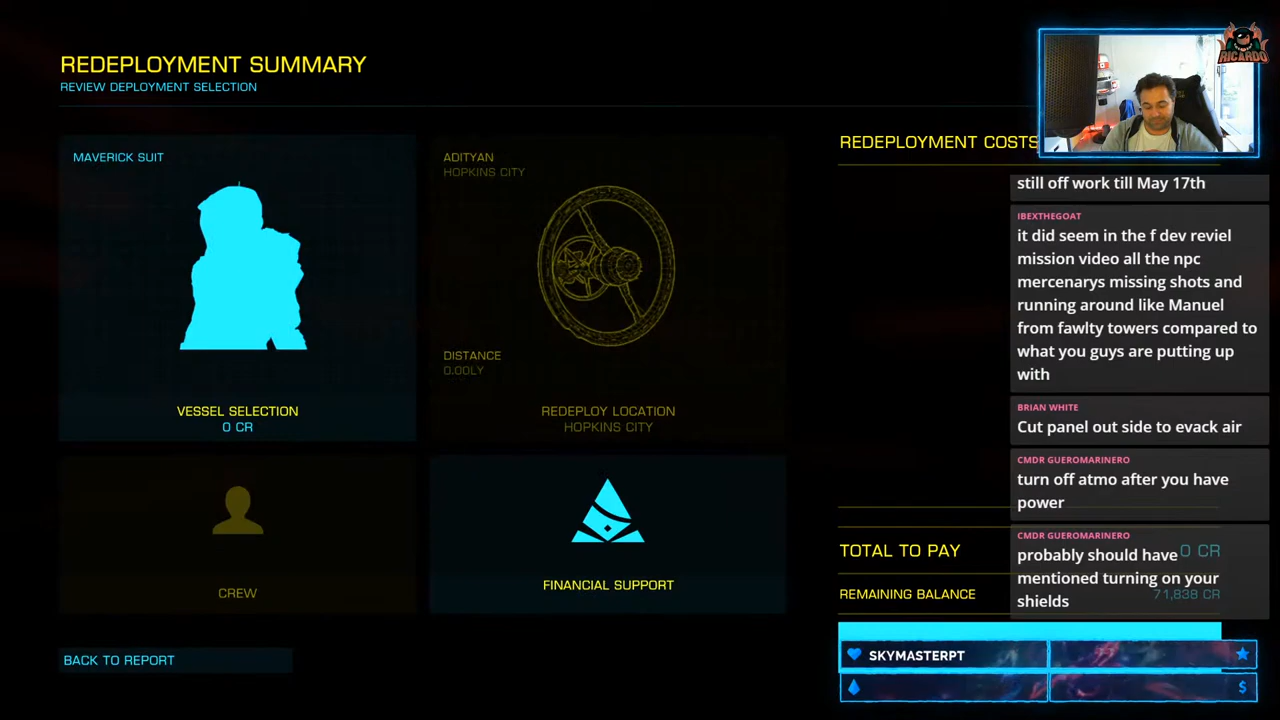 REDEPLOYMENT SUMMARY
REVIEW DEPLOYMENT SELECTION
MAVERICK SUIT
VESSEL SELECTION
0 CR
ADITYAN
HOPKINS CITY
DISTANCE
0.00LY
REDEPLOY LOCATION
HOPKINS CITY
CREW
FINANCIAL SUPPORT
BACK TO REPORT
REDEPLOYMENT COSTS
TOTAL TO PAY
0 CR
REMAINING BALANCE
71,838 CR
RICARDO
still off work till May 17th
IBEXTHEGOAT
it did seem in the f dev reviel
mission video all the npc
mercenarys missing shots and
running around like Manuel
from fawlty towers compared to
what you guys are putting up
with
BRIAN WHITE
Cut panel out side to evack air
CMDR GUEROMARINERO
turn off atmo after you have
power
CMDR GUEROMARINERO
probably should have
mentioned turning on your
shields
SKYMASTERPT
$